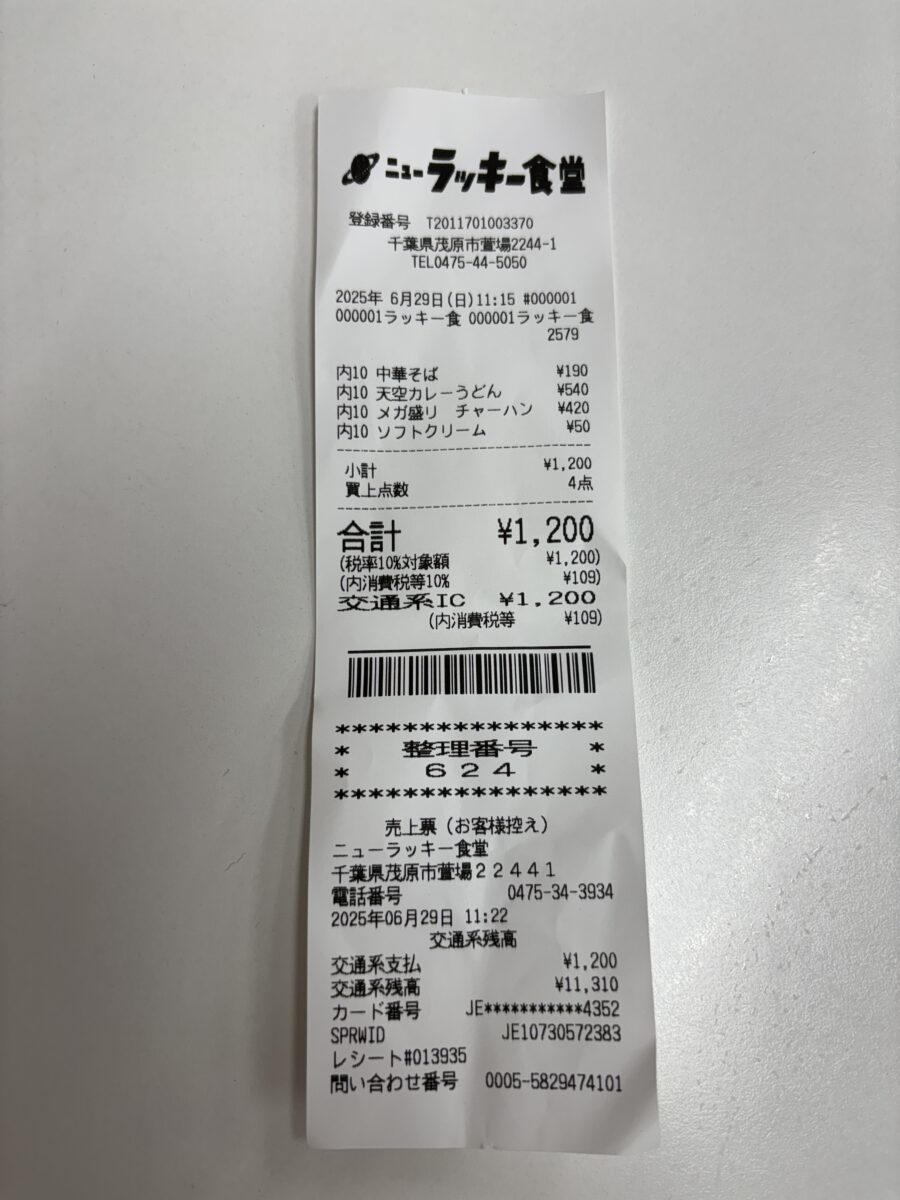 ニューラッキー食堂
登録番号 T2011701003370
千葉県茂原市萱場2244-1
TEL0475-44-5050
2025年 6月29日(日)11:15 #000001
000001ラッキー食 000001ラッキー食
2579
内10 中華そば ¥190
内10 天空カレーうどん ¥540
内10 メガ盛り チャーハン ¥420
内10 ソフトクリーム ¥50
小計 ¥1,200
買上点数 4点
合計 ¥1,200
(税率10%対象額 ¥1,200)
(内消費税等10% ¥109)
交通系IC ¥1,200
(内消費税等 ¥109)
****************
* 整理番号 *
* 624 *
****************
売上票(お客様控え)
ニューラッキー食堂
千葉県茂原市萱場22441
電話番号 0475-34-3934
2025年06月29日 11:22
交通系残高
交通系支払 ¥1,200
交通系残高 ¥11,310
カード番号 JE***********4352
SPRWID JE10730572383
レシート#013935
問い合わせ番号 0005-5829474101